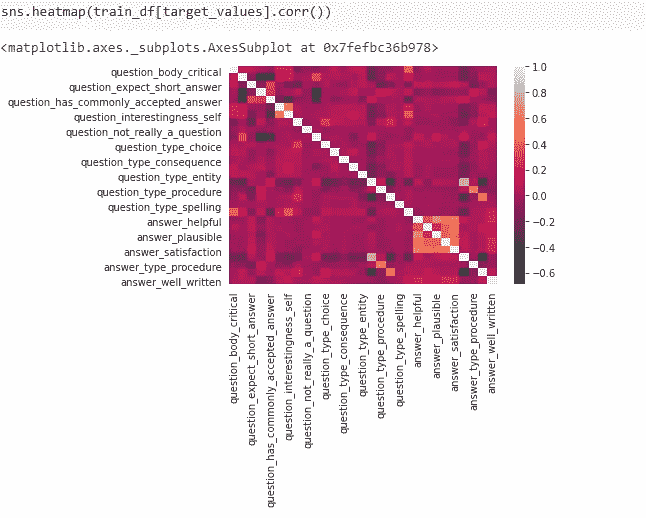 sns.heatmap(train_df[target_values].corr())
<matplotlib.axes._subplots.AxesSubplot at 0x7fefbc36b978>
question_body_critical
question_expect_short_answer
question_has_commonly_accepted_answer
question_interestingness_self
question_not_really_a_question
question_type_choice
question_type_consequence
question_type_entity
question_type_procedure
question_type_spelling
answer_helpful
answer_plausible
answer_satisfaction
answer_type_procedure
answer_well_written
1.0
0.8
0.6
0.4
0.2
0.0
−0.2
−0.4
−0.6
question_body_critical
question_expect_short_answer
question_has_commonly_accepted_answer
question_interestingness_self
question_not_really_a_question
question_type_choice
question_type_consequence
question_type_entity
question_type_procedure
question_type_spelling
answer_helpful
answer_plausible
answer_satisfaction
answer_type_procedure
answer_well_written